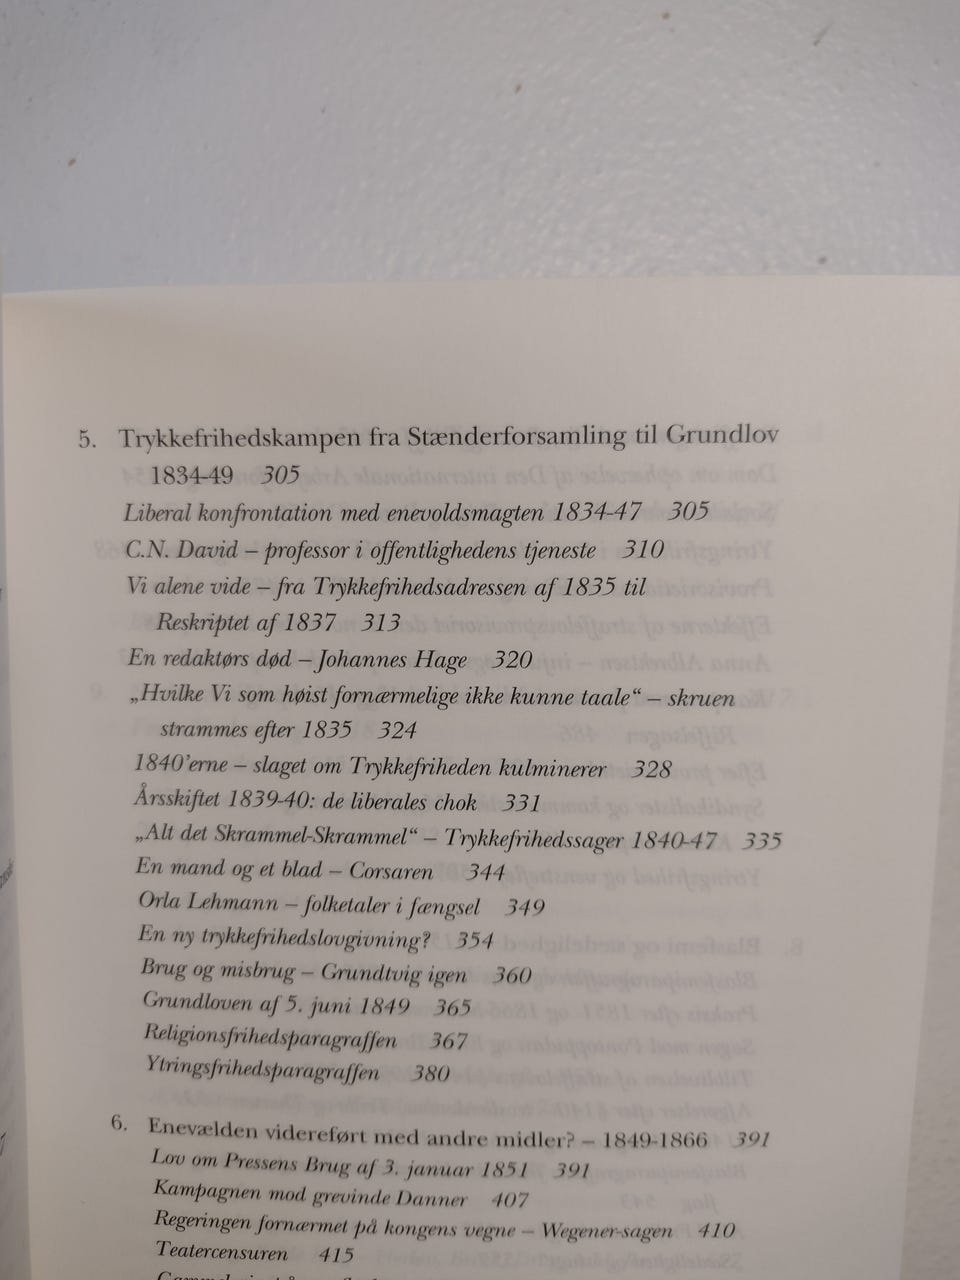 5. Trykkefrihedskampen fra Stænderforsamling til Grundlov
1834-49 305
Liberal konfrontation med enevoldsmagten 1834-47 305
C.N. David – professor i offentlighedens tjeneste 310
Vi alene vide – fra Trykkefrihedsadressen af 1835 til
Reskriptet af 1837 313
En redaktørs død – Johannes Hage 320
„Hvilke Vi som høist fornærmelige ikke kunne taale“ – skruen
strammes efter 1835 324
1840'erne – slaget om Trykkefriheden kulminerer 328
Årsskiftet 1839-40: de liberales chok 331
„Alt det Skrammel-Skrammel“ – Trykkefrihedssager 1840-47 335
En mand og et blad – Corsaren 344
Orla Lehmann – folketaler i fængsel 349
En ny trykkefrihedslovgivning? 354
Brug og misbrug – Grundtvig igen 360
Grundloven af 5. juni 1849 365
Religionsfrihedsparagraffen 367
Ytringsfrihedsparagraffen 380
6. Enevælden videreført med andre midler? – 1849-1866 391
Lov om Pressens Brug af 3. januar 1851 391
Kampagnen mod grevinde Danner 407
Regeringen fornærmet på kongens vegne – Wegener-sagen 410
Teatercensuren 415